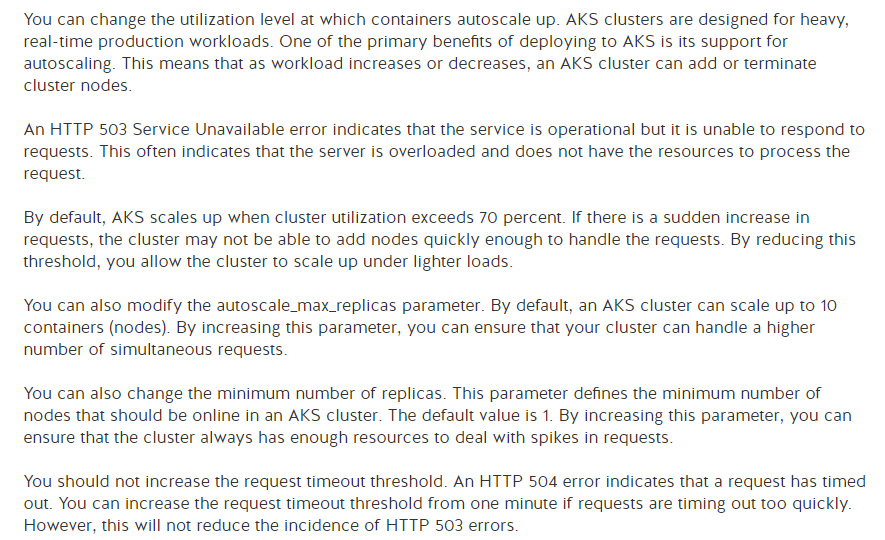 You can change the utilization level at which containers autoscale up. AKS clusters are designed for heavy,
real-time production workloads. One of the primary benefits of deploying to AKS is its support for
autoscaling. This means that as workload increases or decreases, an AKS cluster can add or terminate
cluster nodes.
An HTTP 503 Service Unavailable error indicates that the service is operational but it is unable to respond to
requests. This often indicates that the server is overloaded and does not have the resources to process the
request.
By default, AKS scales up when cluster utilization exceeds 70 percent. If there is a sudden increase in
requests, the cluster may not be able to add nodes quickly enough to handle the requests. By reducing this
threshold, you allow the cluster to scale up under lighter loads.
You can also modify the autoscale_max_replicas parameter. By default, an AKS cluster can scale up to 10
containers (nodes). By increasing this parameter, you can ensure that your cluster can handle a higher
number of simultaneous requests.
You can also change the minimum number of replicas. This parameter defines the minimum number of
nodes that should be online in an AKS cluster. The default value is 1. By increasing this parameter, you can
ensure that the cluster always has enough resources to deal with spikes in requests.
You should not increase the request timeout threshold. An HTTP 504 error indicates that a request has timed
out. You can increase the request timeout threshold from one minute if requests are timing out too quickly.
However, this will not reduce the incidence of HTTP 503 errors.